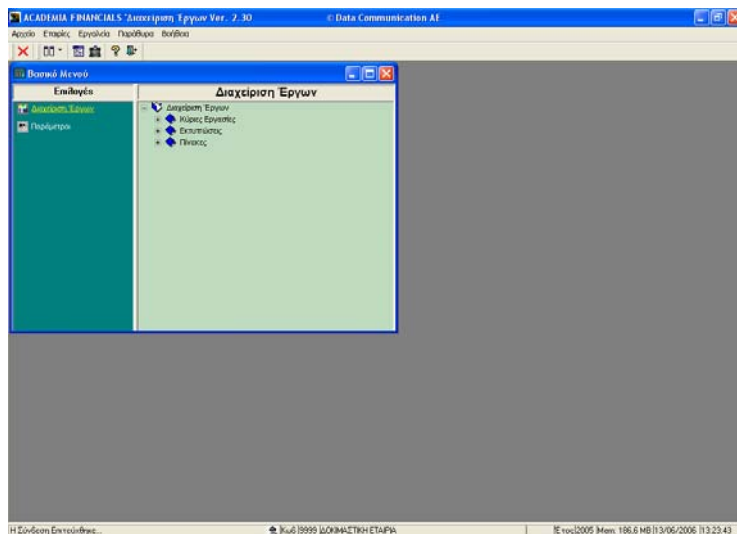 ACADEMIA FINANCIALS "Διαχείριση Έργων Ver. 2.30 © Data Communication AE
Αρχείο Εταιρίες Εργαλεία Παράθυρα Βοήθεια
Βασικό Μενού
Επιλογές
Διαχείριση Έργων
Διαχείριση Έργων
Παράμετροι
Διαχείριση Έργων
Κύριες Εργασίες
Εκτυπώσεις
Πίνακες
Η Σύνδεση Επιτεύχθηκε... Κωδ 9999 ΔΟΚΙΜΑΣΤΙΚΗ ΕΤΑΙΡΙΑ Έτος 2005 Mem: 186.6 MB 13/06/2006 13:23:43